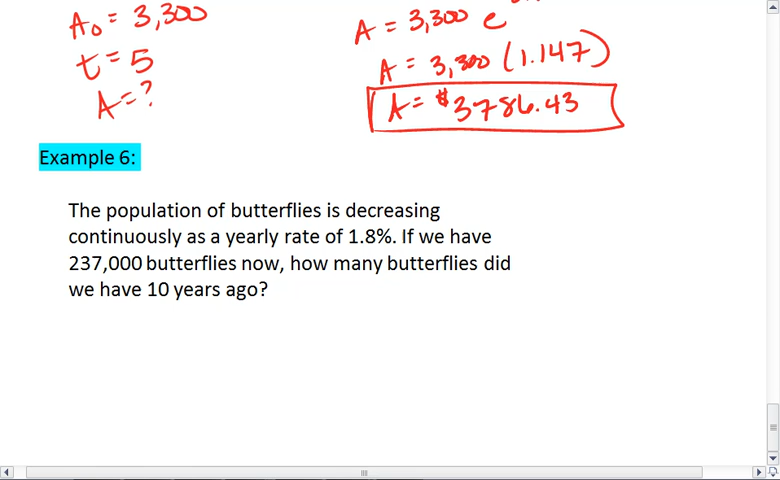 A₀ = 3,300
A = 3,300 e
t = 5
A = 3,300 (1.147)
A = ?
A = $3786.43
Example 6:
The population of butterflies is decreasing
continuously as a yearly rate of 1.8%. If we have
237,000 butterflies now, how many butterflies did
we have 10 years ago?